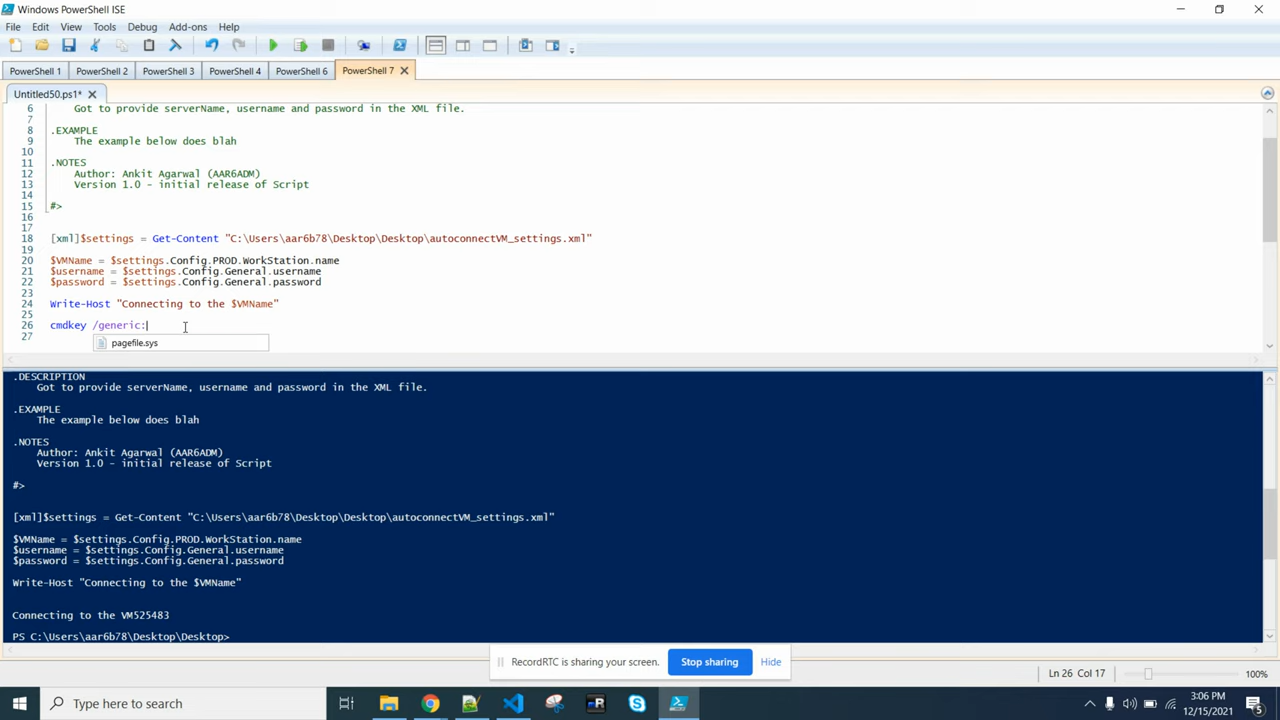 Windows PowerShell ISE
File Edit View Tools Debug Add-ons Help
PowerShell 1 PowerShell 2 PowerShell 3 PowerShell 4 PowerShell 6 PowerShell 7
Untitled50.ps1*
6 Got to provide serverName, username and password in the XML file.
7
8 .EXAMPLE
9 The example below does blah
10
11 .NOTES
12 Author: Ankit Agarwal (AAR6ADM)
13 Version 1.0 - initial release of Script
14
15 #>
16
17
18 [xml]$settings = Get-Content "C:\Users\aar6b78\Desktop\Desktop\autoconnectVM_settings.xml"
19
20 $VMName = $settings.Config.PROD.WorkStation.name
21 $username = $settings.Config.General.username
22 $password = $settings.Config.General.password
23
24 Write-Host "Connecting to the $VMName"
25
26 cmdkey /generic:
27
pagefile.sys
.DESCRIPTION
Got to provide serverName, username and password in the XML file.
.EXAMPLE
The example below does blah
.NOTES
Author: Ankit Agarwal (AAR6ADM)
Version 1.0 - initial release of Script
#>
[xml]$settings = Get-Content "C:\Users\aar6b78\Desktop\Desktop\autoconnectVM_settings.xml"
$VMName = $settings.Config.PROD.WorkStation.name
$username = $settings.Config.General.username
$password = $settings.Config.General.password
Write-Host "Connecting to the $VMName"
Connecting to the VM525483
PS C:\Users\aar6b78\Desktop\Desktop>
RecordRTC is sharing your screen. Stop sharing Hide
Ln 26 Col 17 100%
Type here to search
3:06 PM
12/15/2021
5